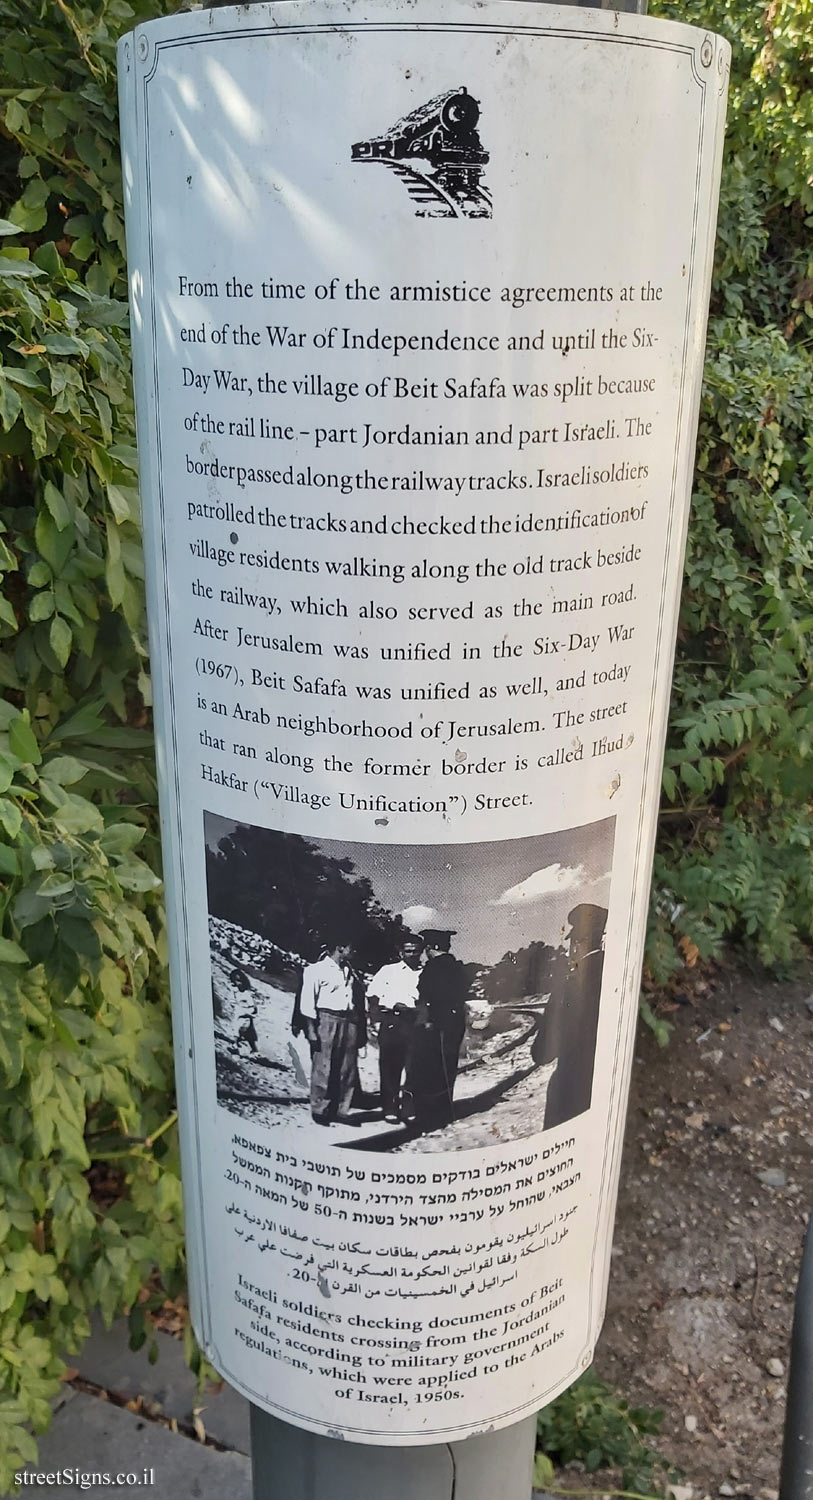 PR
From the time of the armistice agreements at the
end of the War of Independence and until the Six-
Day War, the village of Beit Safafa was split because
of the rail line – part Jordanian and part Israeli. The
border passed along the railway tracks. Israeli soldiers
patrolled the tracks and checked the identification of
village residents walking along the old track beside
the railway, which also served as the main road.
After Jerusalem was unified in the Six-Day War
(1967), Beit Safafa was unified as well, and today
is an Arab neighborhood of Jerusalem. The street
that ran along the former border is called Ihud
Hakfar (“Village Unification”) Street.
חיילים ישראלים בודקים מסמכים של תושבי בית צפאפא,
החוצים את המסילה מהצד הירדני, מתוקף תקנות הממשל
הצבאי, שהוחל על ערביי ישראל בשנות ה-50 של המאה ה-20.
جنود اسرائيليون يقومون بفحص بطاقات سكان بيت صفافا الاردنية على
طول السكة وفقا لقوانين الحكومة العسكرية التي فرضت على عرب
اسرائيل في الخمسينيات من القرن ال-20.
Israeli soldiers checking documents of Beit
Safafa residents crossing from the Jordanian
side, according to military government
regulations, which were applied to the Arabs
of Israel, 1950s.
streetSigns.co.il